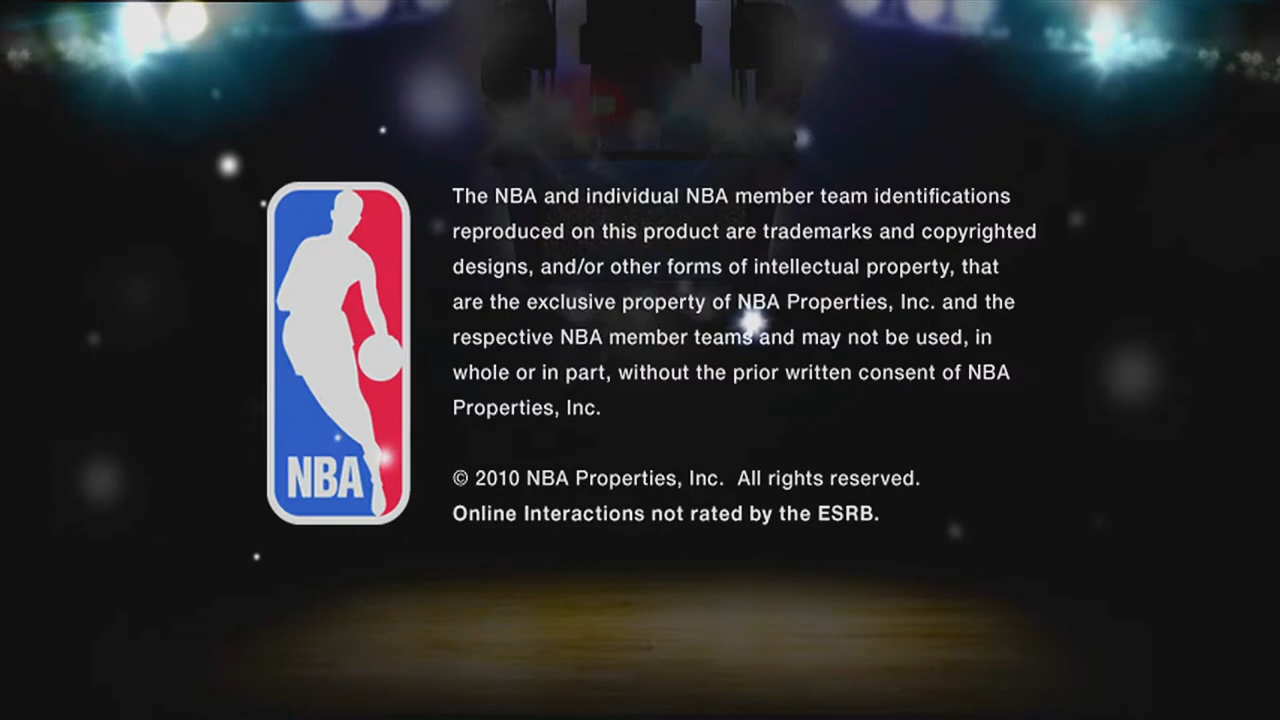 The NBA and individual NBA member team identifications
reproduced on this product are trademarks and copyrighted
designs, and/or other forms of intellectual property, that
are the exclusive property of NBA Properties, Inc. and the
respective NBA member teams and may not be used, in
whole or in part, without the prior written consent of NBA
Properties, Inc.
NBA
© 2010 NBA Properties, Inc.  All rights reserved.
Online Interactions not rated by the ESRB.